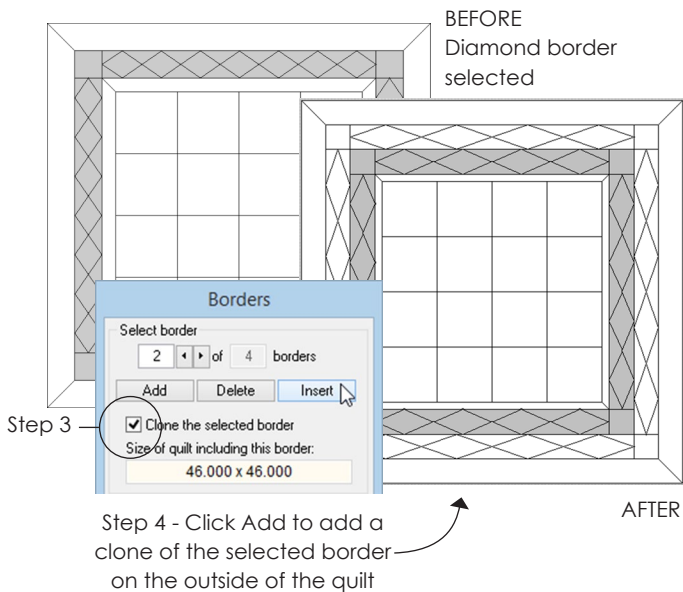 BEFORE
Diamond border
selected
Borders
Select border
2 of 4 borders
Add Delete Insert
Step 3
Clone the selected border
Size of quilt including this border:
46.000 x 46.000
AFTER
Step 4 - Click Add to add a
clone of the selected border
on the outside of the quilt